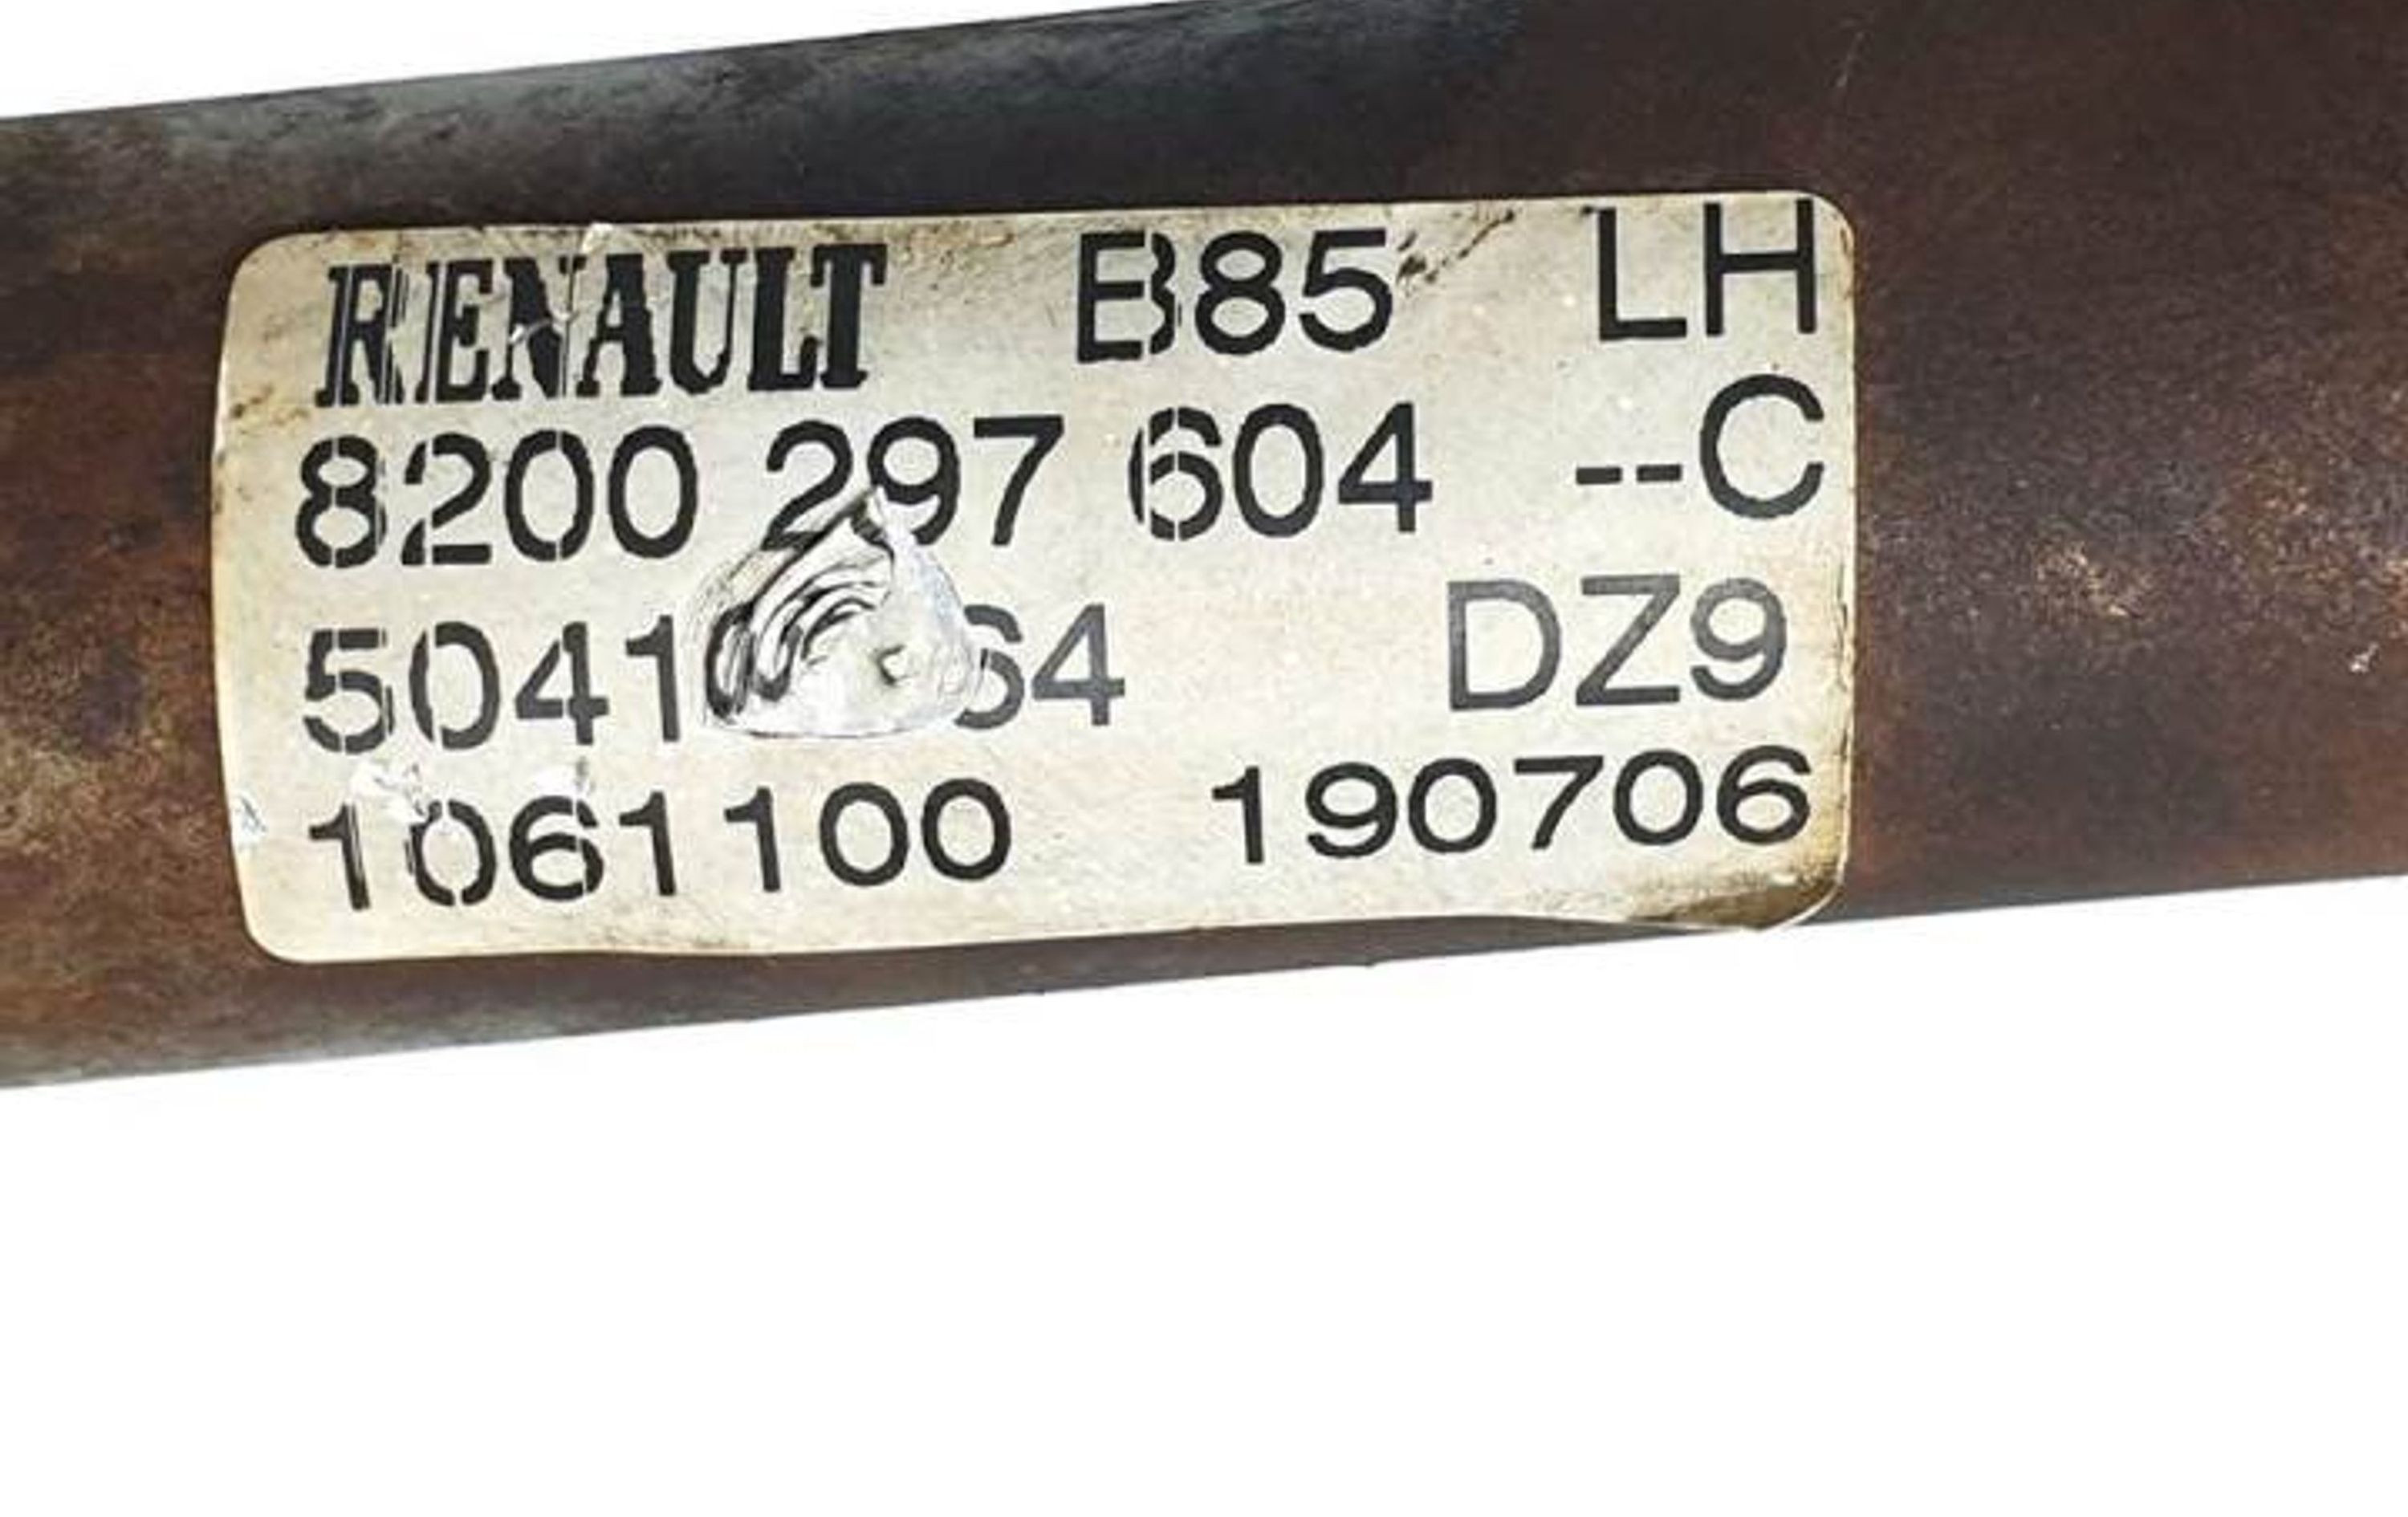 RENAULT B85 LH
8200 297 604 --C
DZ9
1061100 190706